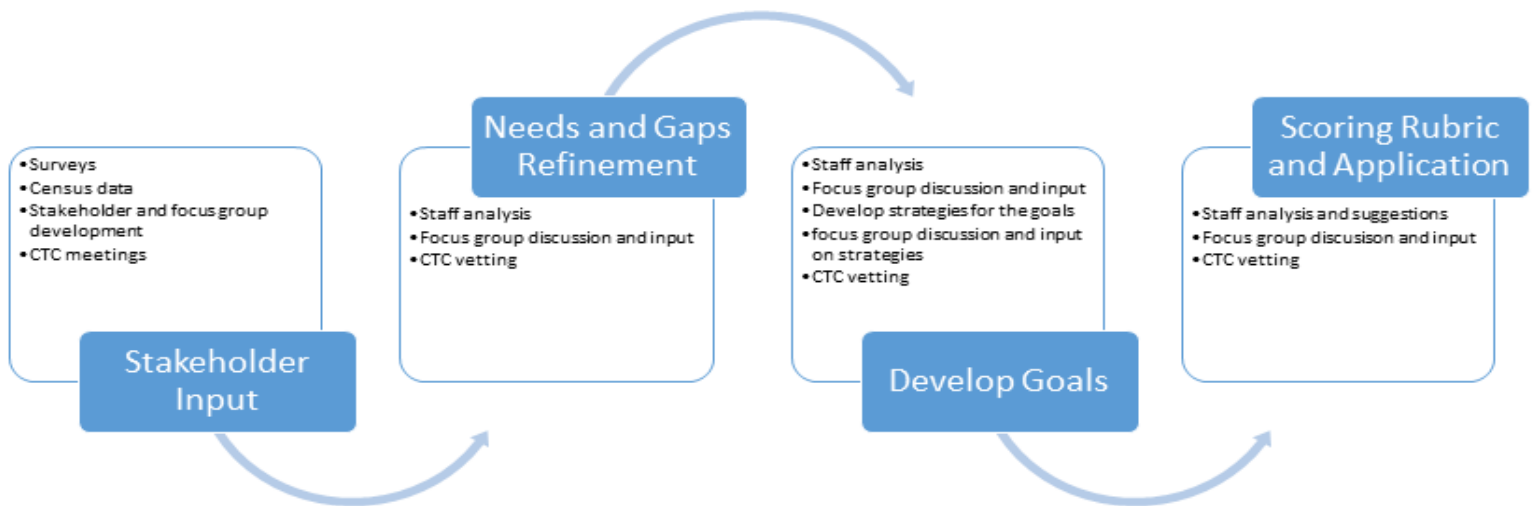 •Surveys
•Census data
•Stakeholder and focus group
development
•CTC meetings
Stakeholder
Input
Needs and Gaps
Refinement
•Staff analysis
•Focus group discussion and input
•CTC vetting
•Staff analysis
•Focus group discussion and input
•Develop strategies for the goals
•focus group discussion and input
on strategies
•CTC vetting
Develop Goals
Scoring Rubric
and Application
•Staff analysis and suggestions
•Focus group discusison and input
•CTC vetting